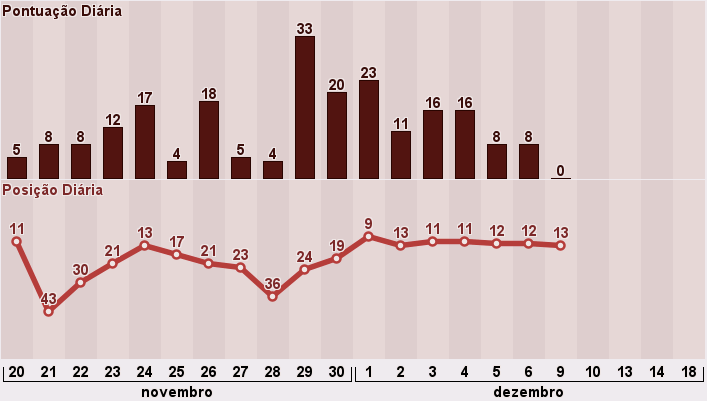 Pontuação Diária
5 8 8 12 17 4 18 5 4 33 20 23 11 16 16 8 8 0
Posição Diária
11 43 30 21 13 17 21 23 36 24 19 9 13 11 11 12 12 13
20 21 22 23 24 25 26 27 28 29 30 1 2 3 4 5 6 9 10 13 14 18
novembro dezembro